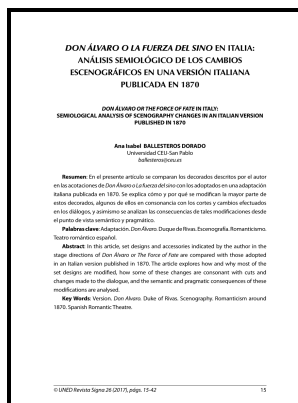 DON ÁLVARO O LA FUERZA DEL SINO EN ITALIA:
ANÁLISIS SEMIOLÓGICO DE LOS CAMBIOS
ESCENOGRÁFICOS EN UNA VERSIÓN ITALIANA
PUBLICADA EN 1870
DON ÁLVARO OR THE FORCE OF FATE IN ITALY:
SEMIOLOGICAL ANALYSIS OF SCENOGRAPHY CHANGES IN AN ITALIAN VERSION
PUBLISHED IN 1870
Ana Isabel BALLESTEROS DORADO
Universidad CEU-San Pablo
ballesteros@ceu.es
Resumen: En el presente artículo se comparan los decorados descritos por el autor
en las acotaciones de Don Álvaro o La fuerza del sino con los adoptados en una adaptación
italiana publicada en 1870. Se explica cómo y por qué se modifican la mayor parte de
estos decorados, algunos de ellos en consonancia con los cortes y cambios efectuados
en los diálogos, y asimismo se analizan las consecuencias de tales modificaciones desde
el punto de vista semántico y pragmático.
Palabras clave: Adaptación. Don Álvaro. Duque de Rivas. Escenografía. Romanticismo.
Teatro romántico español.
Abstract: In this article, set designs and accessories indicated by the author in the
stage directions of Don Álvaro or The Force of Fate are compared with those adopted
in an Italian version published in 1870. The article explores how and why most of the
set designs are modified, how some of these changes are consonant with cuts and
changes made to the dialogue, and the semantic and pragmatic consequences of these
modifications are analysed.
Key Words: Version. Don Alvaro. Duke of Rivas. Scenography. Romanticism around
1870. Spanish Romantic Theatre.
© UNED Revista Signa 26 (2017), págs. 15-42 15